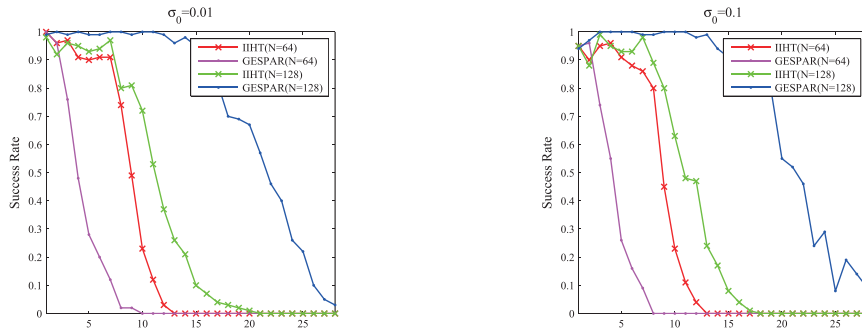 σ0=0.01
1
0.9
0.8
0.7
0.6
0.5
0.4
0.3
0.2
0.1
0
Success Rate
IIHT(N=64)
GESPAR(N=64)
IIHT(N=128)
GESPAR(N=128)
5
10
15
20
25
σ0=0.1
1
0.9
0.8
0.7
0.6
0.5
0.4
0.3
0.2
0.1
0
Success Rate
IIHT(N=64)
GESPAR(N=64)
IIHT(N=128)
GESPAR(N=128)
5
10
15
20
25